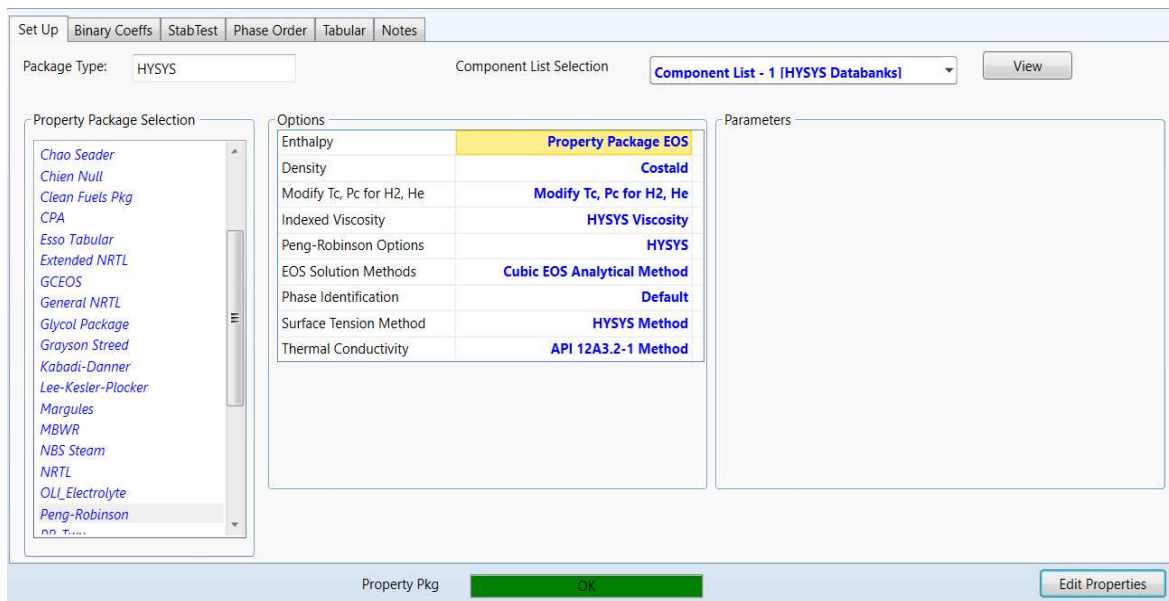 Set Up Binary Coeffs StabTest Phase Order Tabular Notes
Package Type: HYSYS Component List Selection Component List - 1 [HYSYS Databanks] View
Property Package Selection
Chao Seader
Chien Null
Clean Fuels Pkg
CPA
Esso Tabular
Extended NRTL
GCEOS
General NRTL
Glycol Package
Grayson Streed
Kabadi-Danner
Lee-Kesler-Plocker
Margules
MBWR
NBS Steam
NRTL
OLI_Electrolyte
Peng-Robinson
PR-Twu
Options
Enthalpy Property Package EOS
Density Costald
Modify Tc, Pc for H2, He Modify Tc, Pc for H2, He
Indexed Viscosity HYSYS Viscosity
Peng-Robinson Options HYSYS
EOS Solution Methods Cubic EOS Analytical Method
Phase Identification Default
Surface Tension Method HYSYS Method
Thermal Conductivity API 12A3.2-1 Method
Parameters
Property Pkg OK Edit Properties